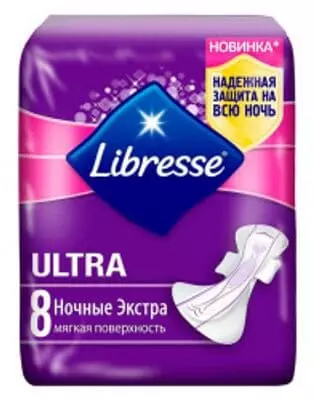 НОВИНКА*
НАДЕЖНАЯ
ЗАЩИТА НА
ВСЮ НОЧЬ
Libresse
ULTRA
8 Ночные Экстра
мягкая поверхность